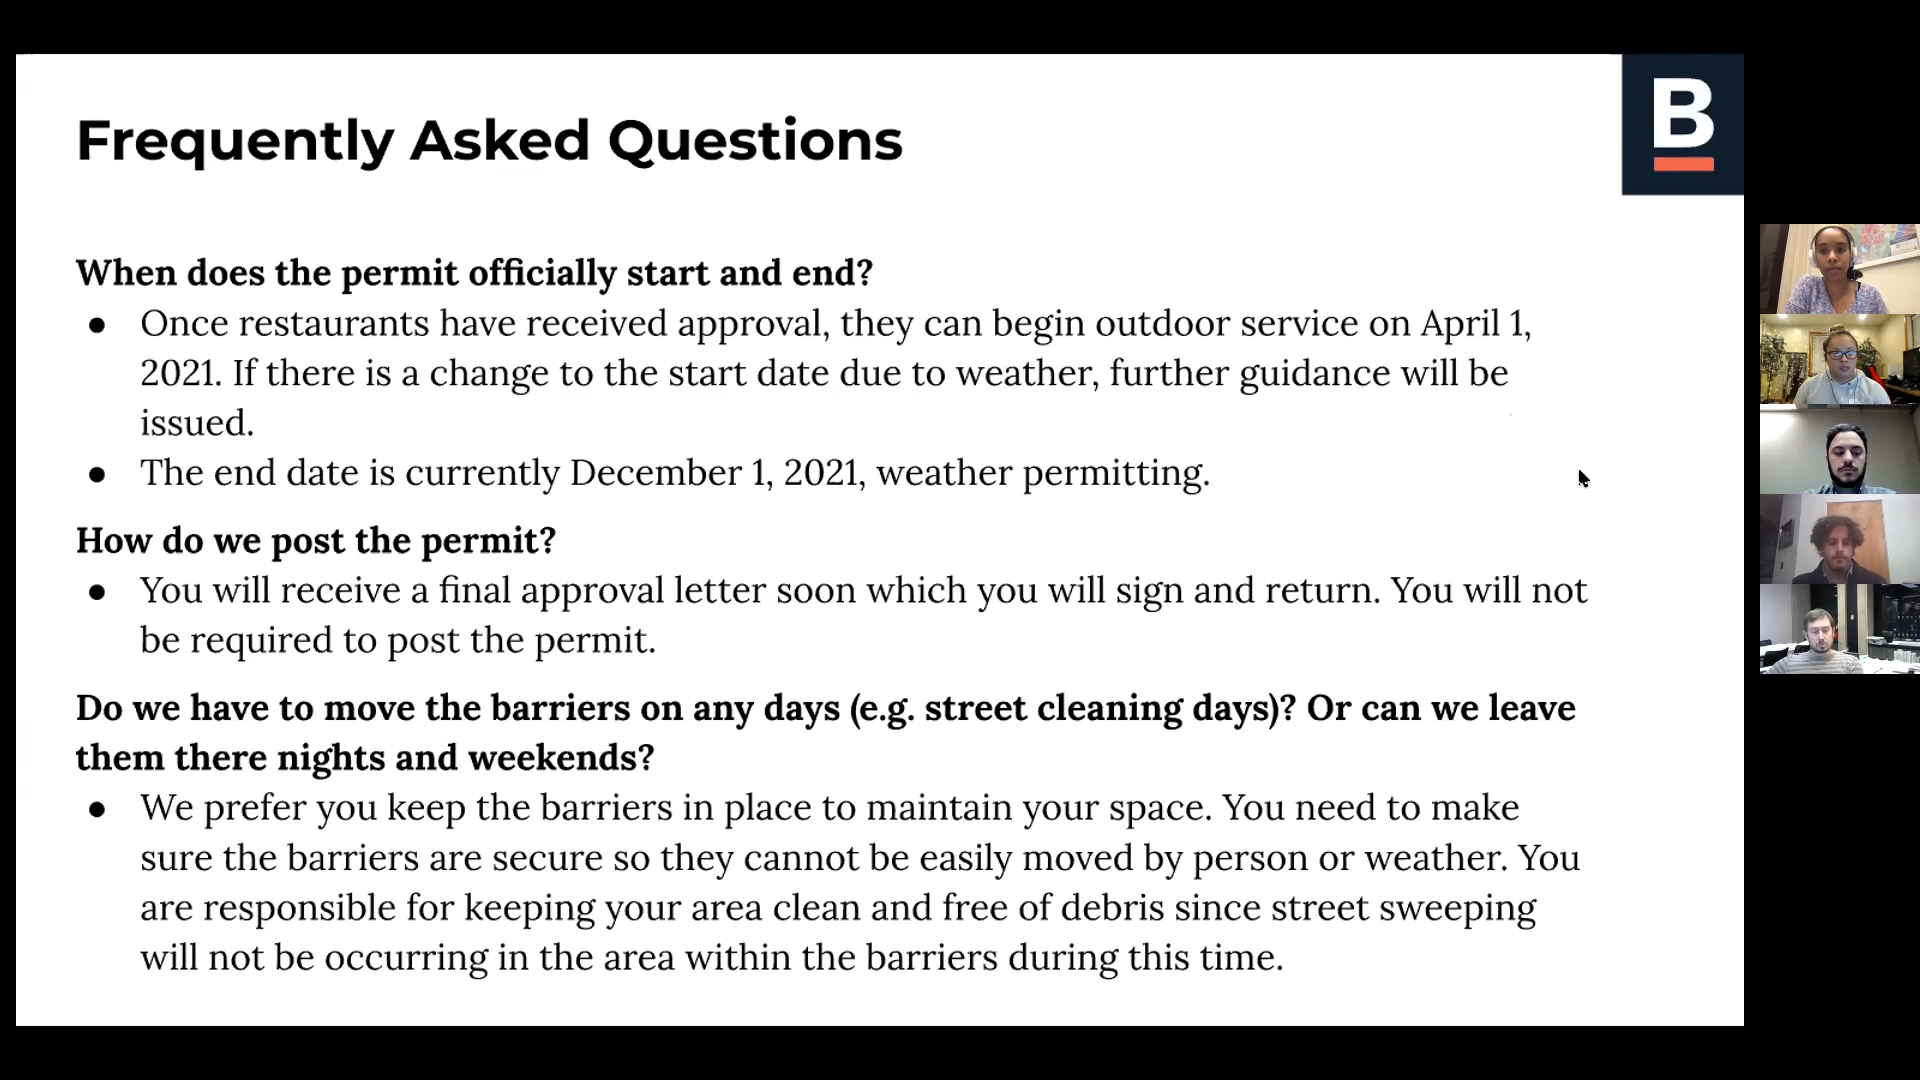 B
Frequently Asked Questions
When does the permit officially start and end?
● Once restaurants have received approval, they can begin outdoor service on April 1,
2021. If there is a change to the start date due to weather, further guidance will be
issued.
● The end date is currently December 1, 2021, weather permitting.
How do we post the permit?
● You will receive a final approval letter soon which you will sign and return. You will not
be required to post the permit.
Do we have to move the barriers on any days (e.g. street cleaning days)? Or can we leave
them there nights and weekends?
● We prefer you keep the barriers in place to maintain your space. You need to make
sure the barriers are secure so they cannot be easily moved by person or weather. You
are responsible for keeping your area clean and free of debris since street sweeping
will not be occurring in the area within the barriers during this time.